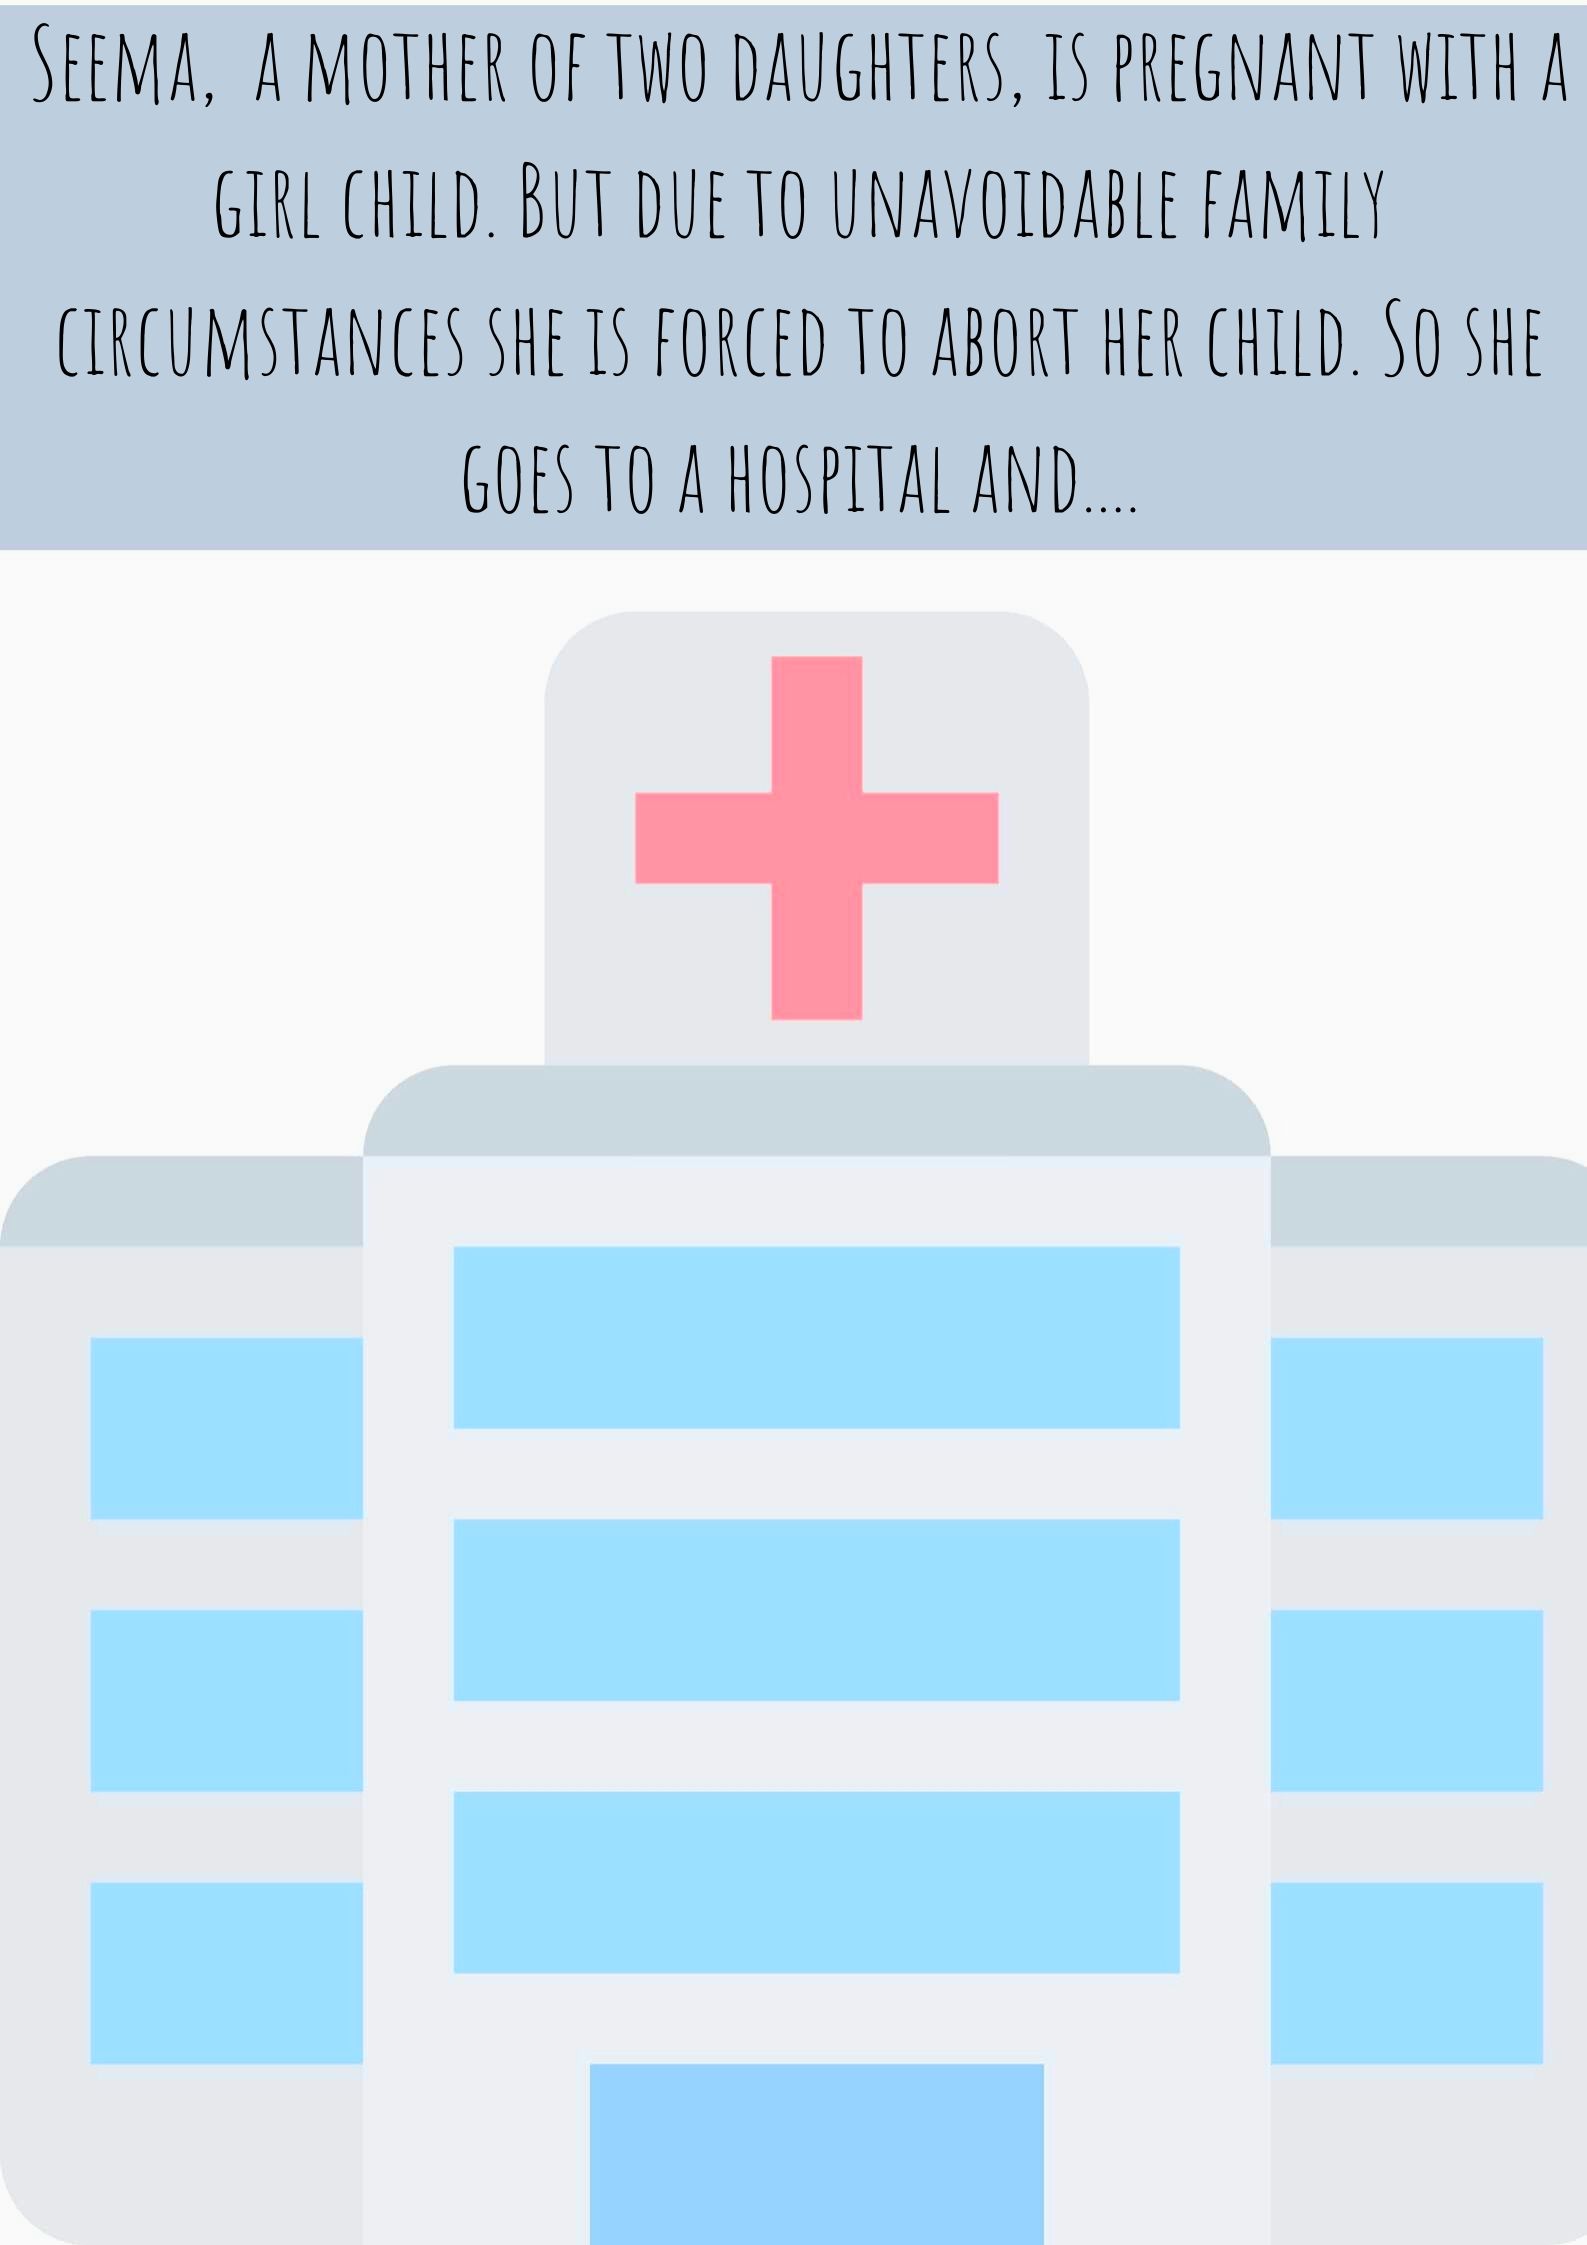 Seema, a mother of two daughters, is pregnant with a
girl child. But due to unavoidable family
circumstances she is forced to abort her child. So she
goes to a hospital and....